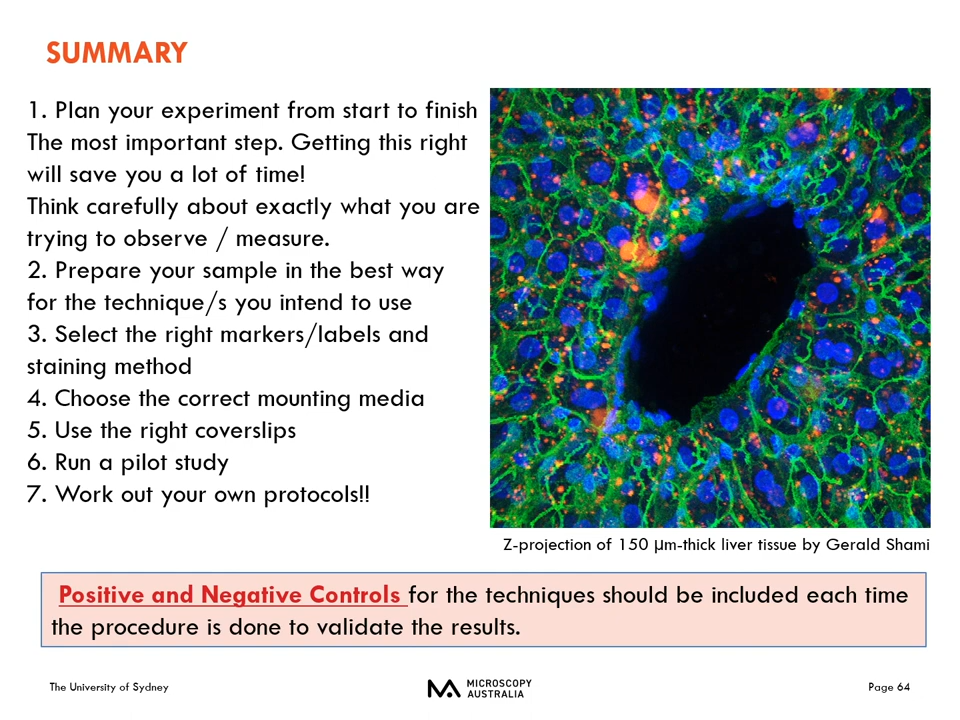 SUMMARY
1. Plan your experiment from start to finish
The most important step. Getting this right
will save you a lot of time!
Think carefully about exactly what you are
trying to observe / measure.
2. Prepare your sample in the best way
for the technique/s you intend to use
3. Select the right markers/labels and
staining method
4. Choose the correct mounting media
5. Use the right coverslips
6. Run a pilot study
7. Work out your own protocols!!
Z-projection of 150 µm-thick liver tissue by Gerald Shami
Positive and Negative Controls for the techniques should be included each time
the procedure is done to validate the results.
The University of Sydney
MICROSCOPY
AUSTRALIA
Page 64